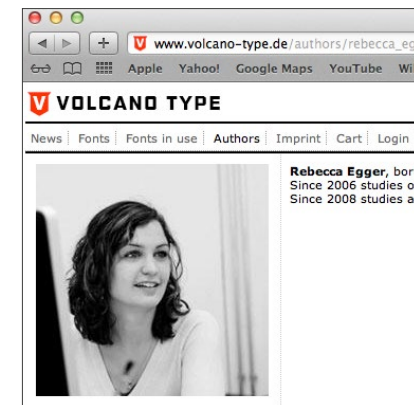 www.volcano-type.de/authors/rebecca_eg
Apple Yahoo! Google Maps YouTube Wi
VOLCANO TYPE
News Fonts Fonts in use Authors Imprint Cart Login
Rebecca Egger, bor
Since 2006 studies o
Since 2008 studies a